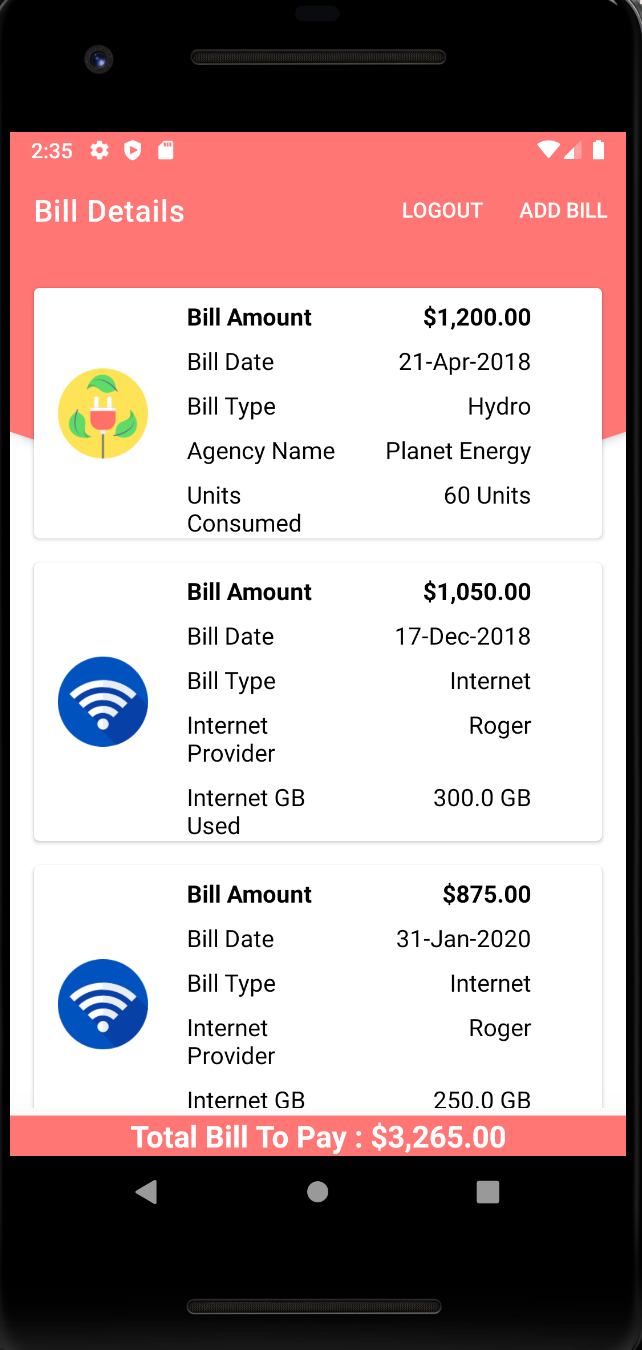 2:35
Bill Details LOGOUT ADD BILL
Bill Amount $1,200.00
Bill Date 21-Apr-2018
Bill Type Hydro
Agency Name Planet Energy
Units 60 Units
Consumed
Bill Amount $1,050.00
Bill Date 17-Dec-2018
Bill Type Internet
Internet Roger
Provider
Internet GB 300.0 GB
Used
Bill Amount $875.00
Bill Date 31-Jan-2020
Bill Type Internet
Internet Roger
Provider
Internet GB 250.0 GB
Total Bill To Pay : $3,265.00